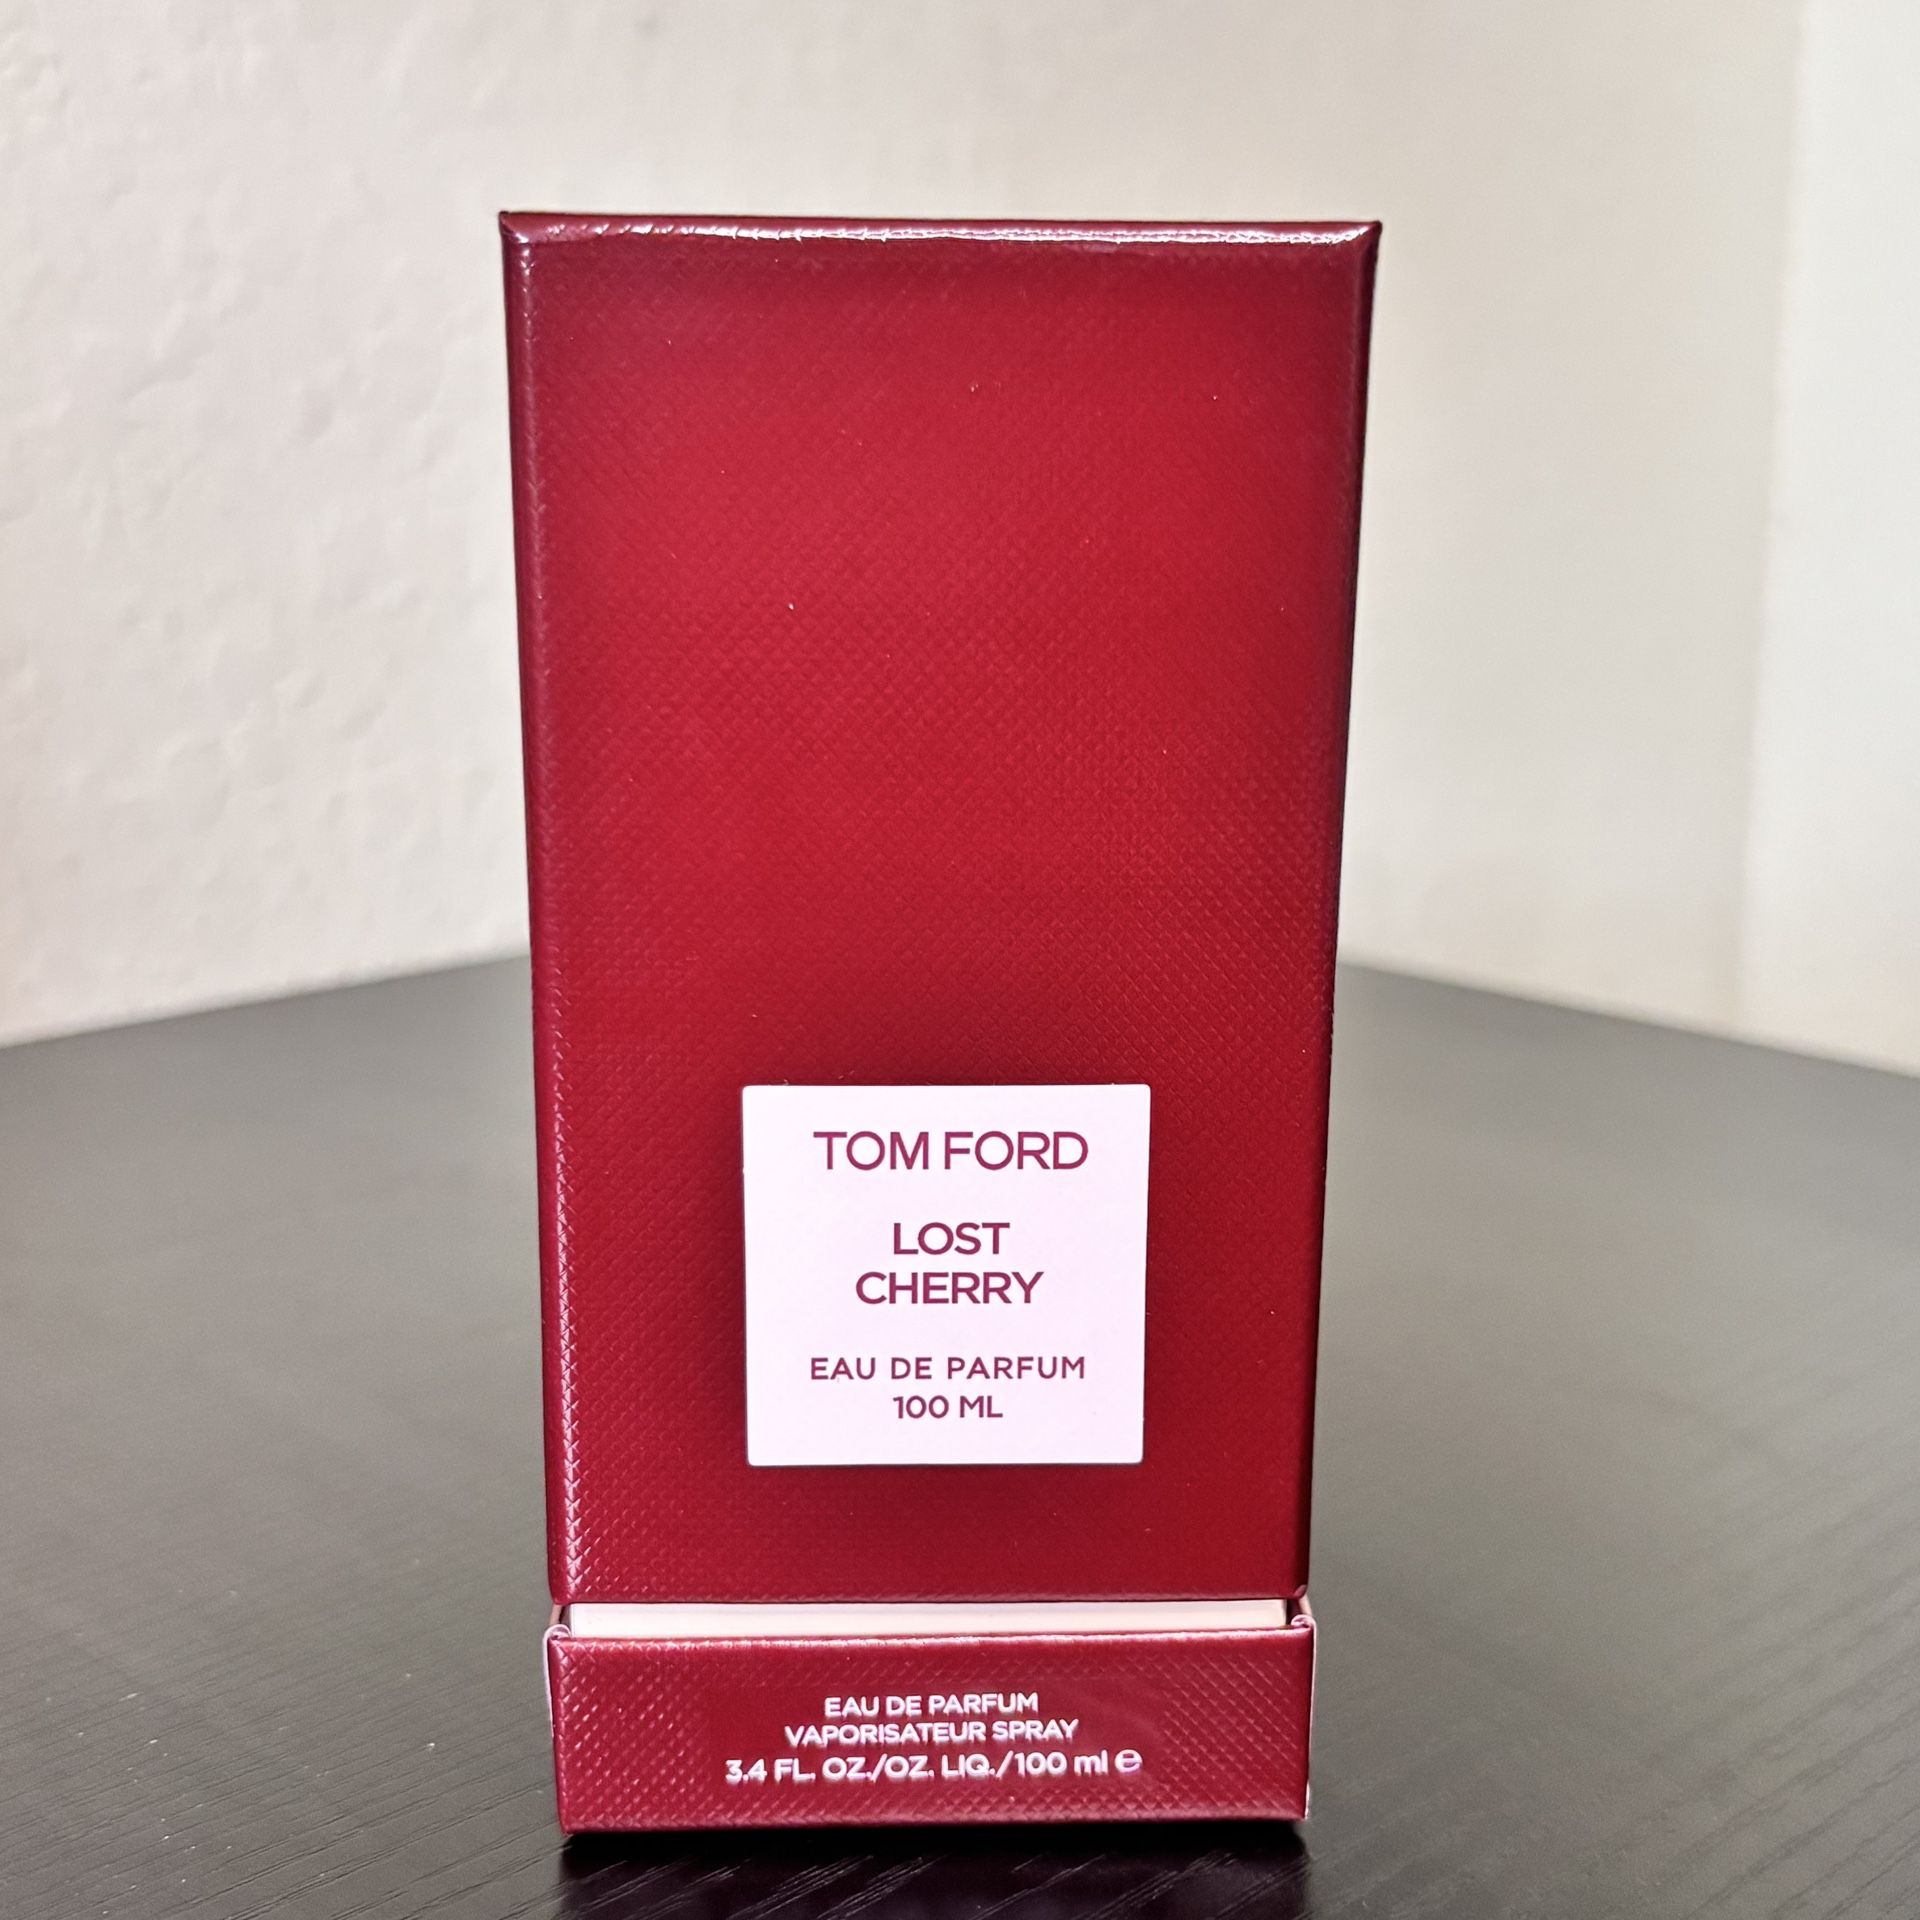 TOM FORD
LOST
CHERRY
EAU DE PARFUM
100 ML
EAU DE PARFUM
VAPORISATEUR SPRAY
3.4 FL. OZ./OZ. LIQ./100 ml ℮